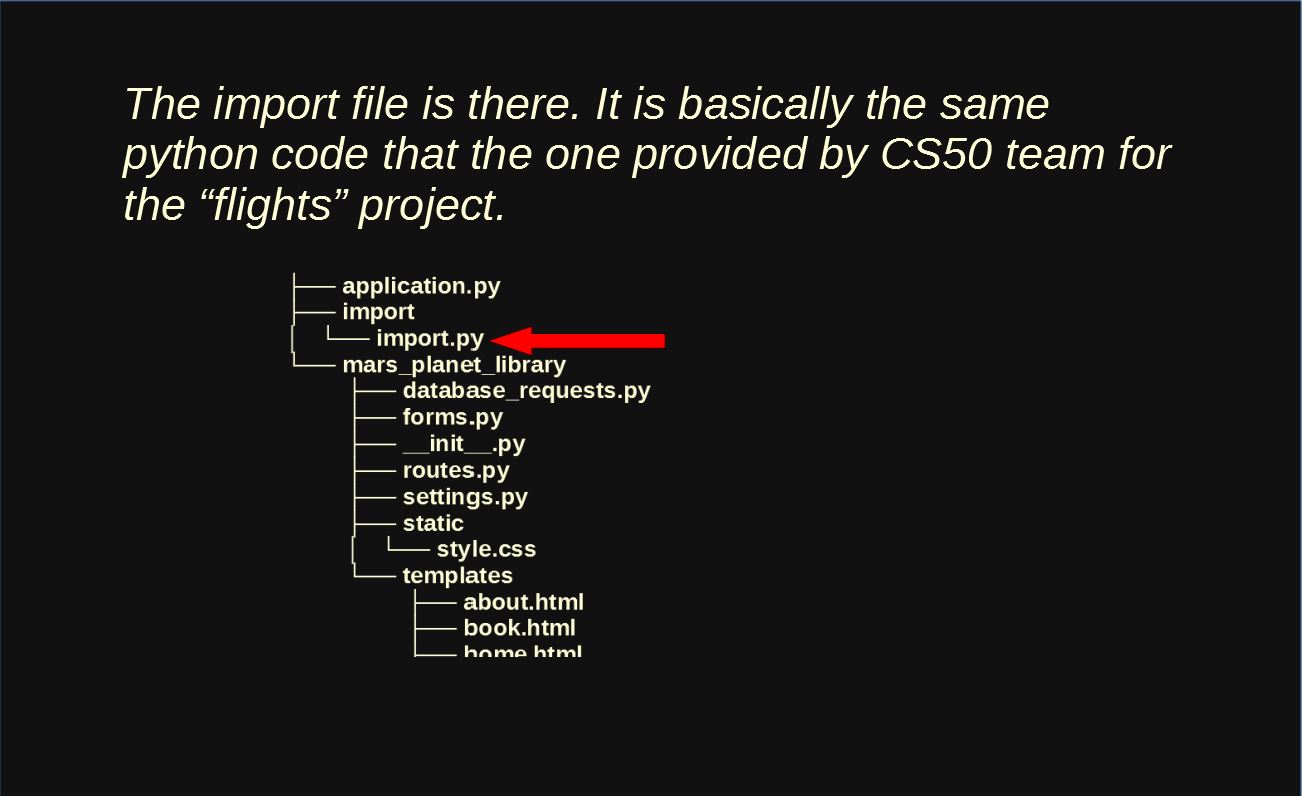 The import file is there. It is basically the same
python code that the one provided by CS50 team for
the “flights” project.
├── application.py
├── import
│   └── import.py
└── mars_planet_library
    ├── database_requests.py
    ├── forms.py
    ├── __init__.py
    ├── routes.py
    ├── settings.py
    ├── static
    │   └── style.css
    └── templates
        ├── about.html
        ├── book.html
        ├── home.html